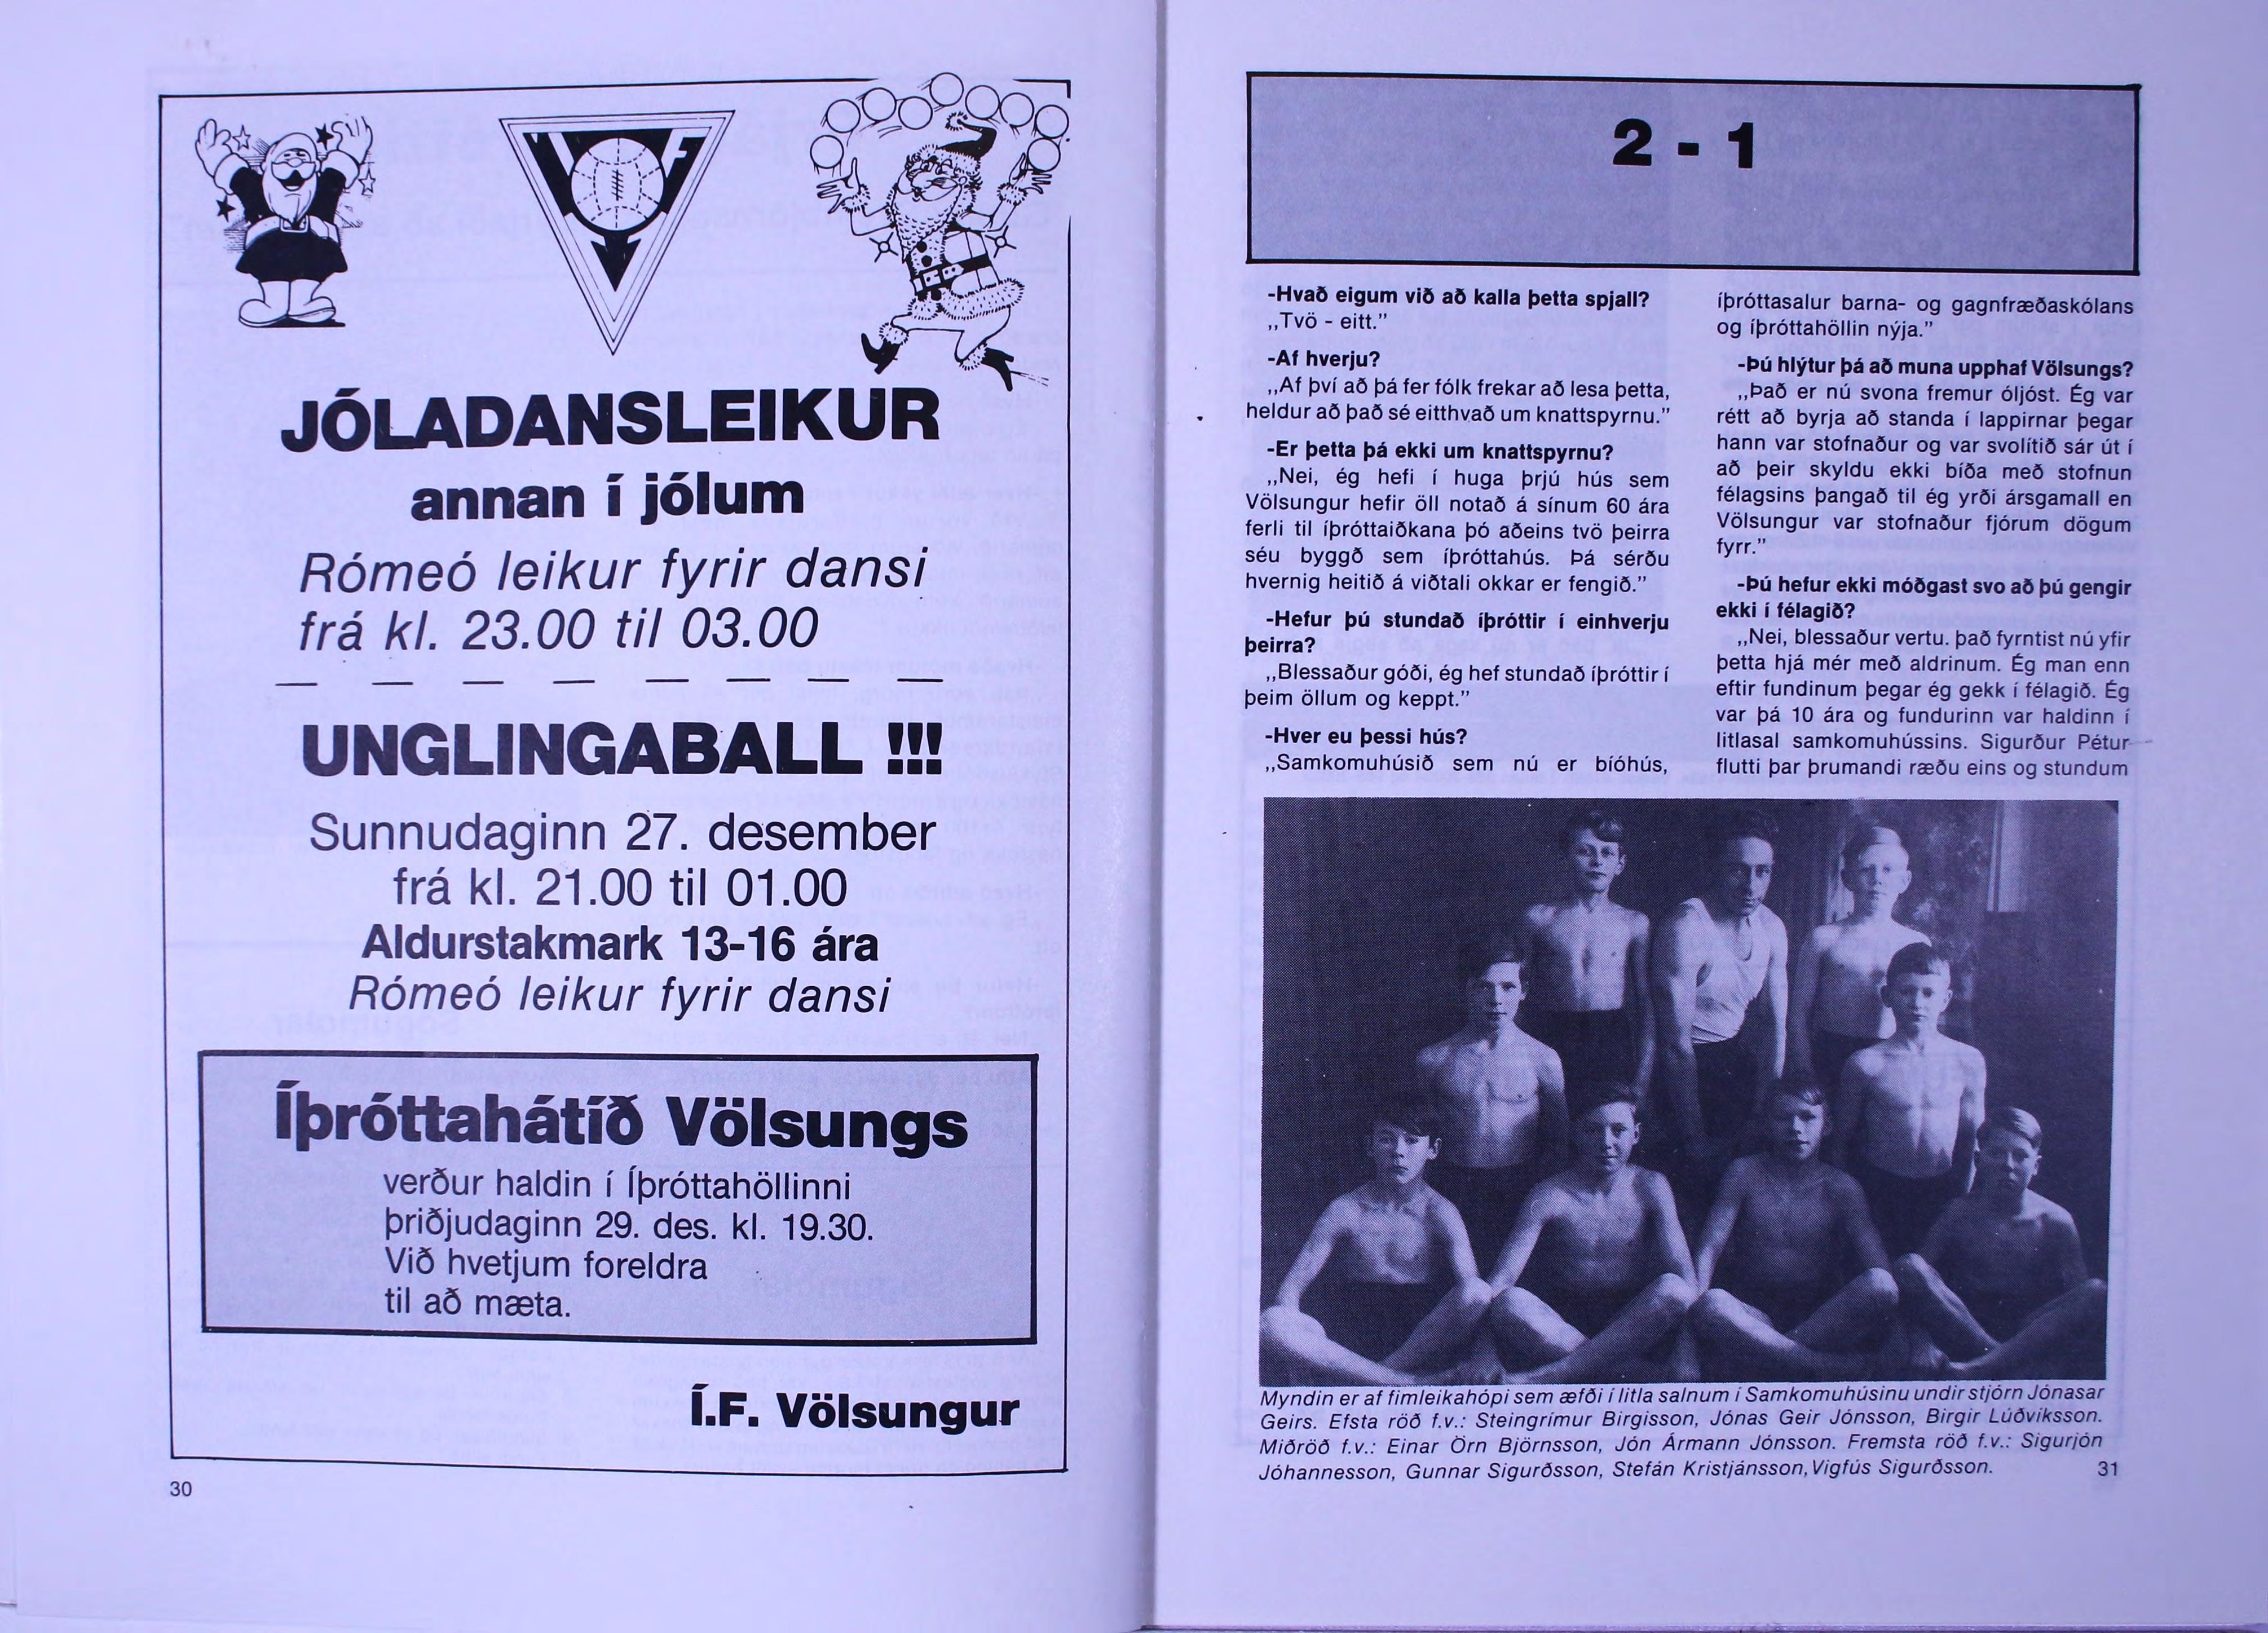 JÓLADANSLEIKUR
annan í jólum
Rómeó leikur fyrir dansi
frá kl. 23.00 til 03.00
UNGLINGABALL !!!
Sunnudaginn 27. desember
frá kl. 21.00 til 01.00
Aldurstakmark 13-16 ára
Rómeó leikur fyrir dansi
Íþróttahátíð Völsungs
verður haldin í Íþróttahöllinni
þriðjudaginn 29. des. kl. 19.30.
Við hvetjum foreldra
til að mæta.
Í.F. Völsungur
30
2 - 1
-Hvað eigum við að kalla þetta spjall?
,,Tvö - eitt.”
-Af hverju?
,,Af því að þá fer fólk frekar að lesa þetta,
heldur að það sé eitthvað um knattspyrnu.”
-Er þetta þá ekki um knattspyrnu?
,,Nei, ég hefi í huga þrjú hús sem
Völsungur hefir öll notað á sínum 60 ára
ferli til íþróttaiðkana þó aðeins tvö þeirra
séu byggð sem íþróttahús. Þá sérðu
hvernig heitið á viðtali okkar er fengið.”
-Hefur þú stundað íþróttir í einhverju
þeirra?
,,Blessaður góði, ég hef stundað íþróttir í
þeim öllum og keppt.”
-Hver eu þessi hús?
,,Samkomuhúsið sem nú er bíóhús,
íþróttasalur barna- og gagnfræðaskólans
og íþróttahöllin nýja.”
-Þú hlýtur þá að muna upphaf Völsungs?
,,Það er nú svona fremur óljóst. Ég var
rétt að byrja að standa í lappirnar þegar
hann var stofnaður og var svolítið sár út í
að þeir skyldu ekki bíða með stofnun
félagsins þangað til ég yrði ársgamall en
Völsungur var stofnaður fjórum dögum
fyrr.”
-Þú hefur ekki móðgast svo að þú gengir
ekki í félagið?
,,Nei, blessaður vertu. það fyrntist nú yfir
þetta hjá mér með aldrinum. Ég man enn
eftir fundinum þegar ég gekk í félagið. Ég
var þá 10 ára og fundurinn var haldinn í
litlasal samkomuhússins. Sigurður Pétur
flutti þar þrumandi ræðu eins og stundum
Myndin er af fimleikahópi sem æfði í litla salnum í Samkomuhúsinu undir stjórn Jónasar
Geirs. Efsta röð f.v.: Steingrímur Birgisson, Jónas Geir Jónsson, Birgir Lúðvíksson.
Miðröð f.v.: Einar Örn Björnsson, Jón Ármann Jónsson. Fremsta röð f.v.: Sigurjón
Jóhannesson, Gunnar Sigurðsson, Stefán Kristjánsson, Vigfús Sigurðsson.
31